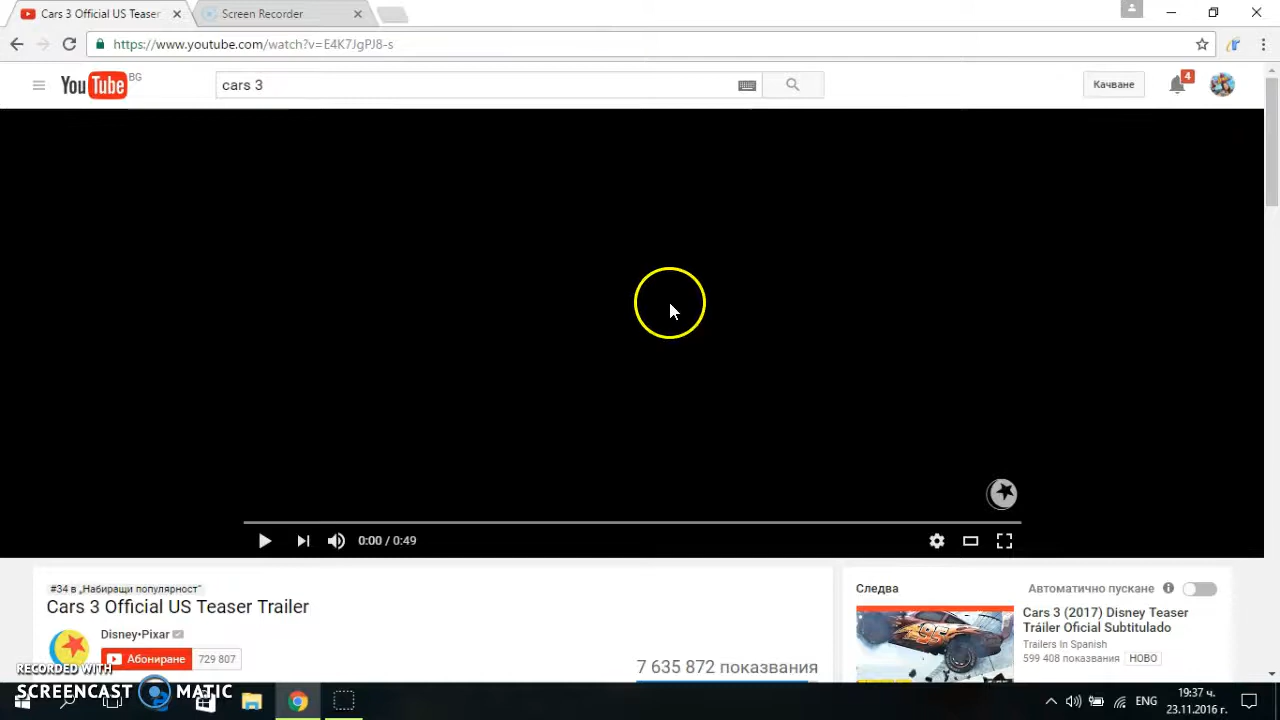 Cars 3 Official US Teaser
Screen Recorder
https://www.youtube.com/watch?v=E4K7JgPJ8-s
YouTube BG
cars 3
Качване
4
0:00 / 0:49
#34 в „Набиращи популярност“
Cars 3 Official US Teaser Trailer
Disney•Pixar
Абониране 729 807
7 635 872 показвания
Следва
Автоматично пускане
Cars 3 (2017) Disney Teaser
Tráiler Oficial Subtitulado
Trailers In Spanish
599 408 показвания НОВО
95
RECORDED WITH
SCREENCAST MATIC
ENG
19:37 ч.
23.11.2016 г.